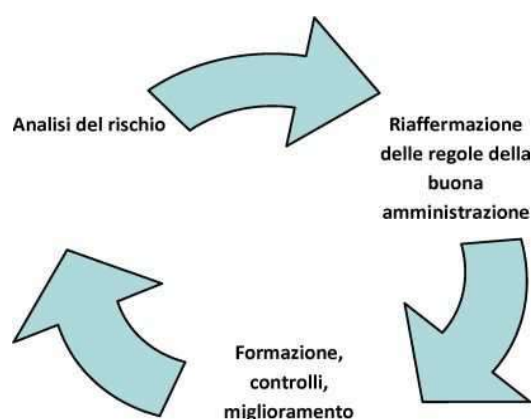 Analisi del rischio
Riaffermazione
delle regole della
buona
amministrazione
Formazione,
controlli,
miglioramento